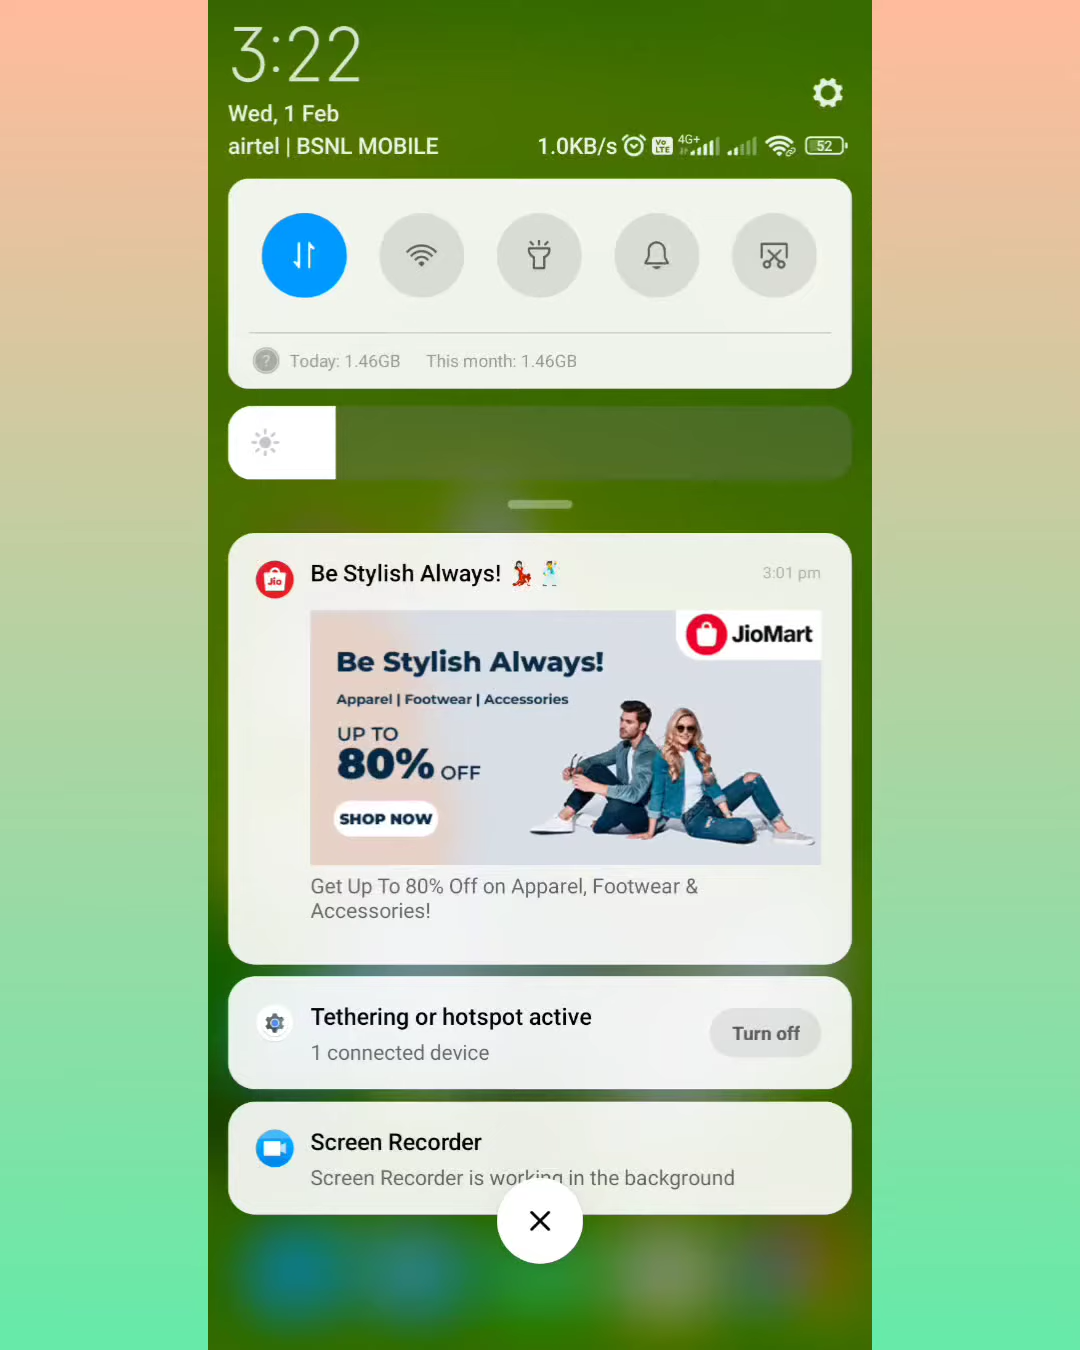 3:22
Wed, 1 Feb
airtel | BSNL MOBILE 1.0KB/s Vo LTE 4G+ 52
? Today: 1.46GB This month: 1.46GB
Jio Be Stylish Always! 💃🕺 3:01 pm
JioMart
Be Stylish Always!
Apparel | Footwear | Accessories
UP TO
80% OFF
SHOP NOW
Get Up To 80% Off on Apparel, Footwear &
Accessories!
Tethering or hotspot active
1 connected device
Turn off
Screen Recorder
Screen Recorder is working in the background